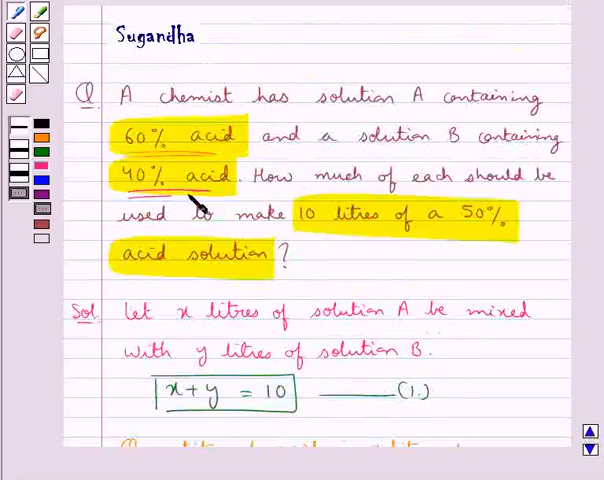 Sugandha
Q A chemist has solution A containing
60% acid and a solution B containing
40% acid. How much of each should be
used to make 10 litres of a 50%
acid solution?
Sol. Let x litres of solution A be mixed
with y litres of solution B.
x + y = 10 (1.)